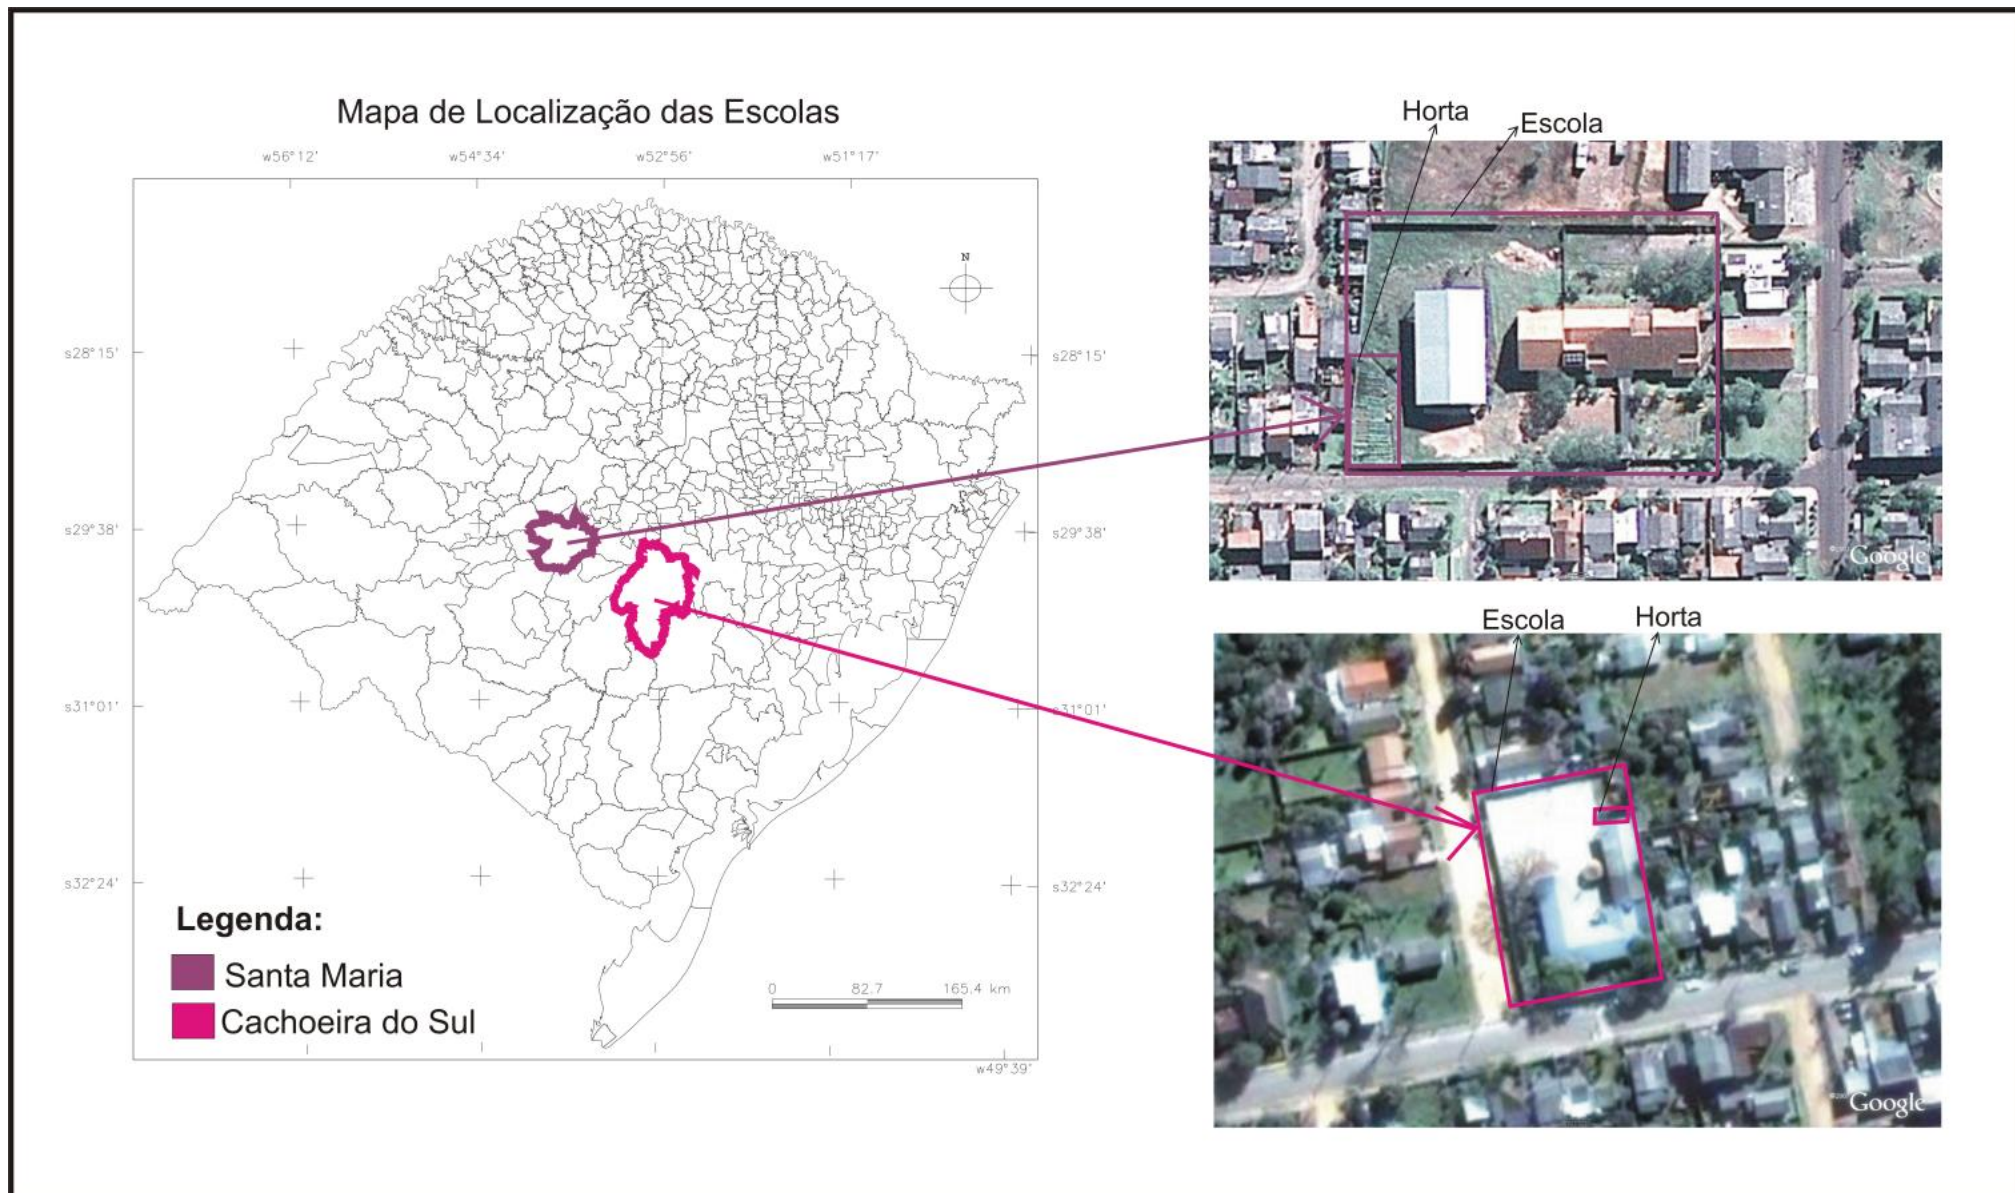 Mapa de Localização das Escolas
w56°12' w54°34' w52°56' w51°17'
N
s28°15' s28°15'
s29°38' s29°38'
s31°01' s31°01'
s32°24' s32°24'
w49°39'
Legenda:
Santa Maria
Cachoeira do Sul
0 82.7 165.4 km
Horta
Escola
Google
Escola
Horta
Google